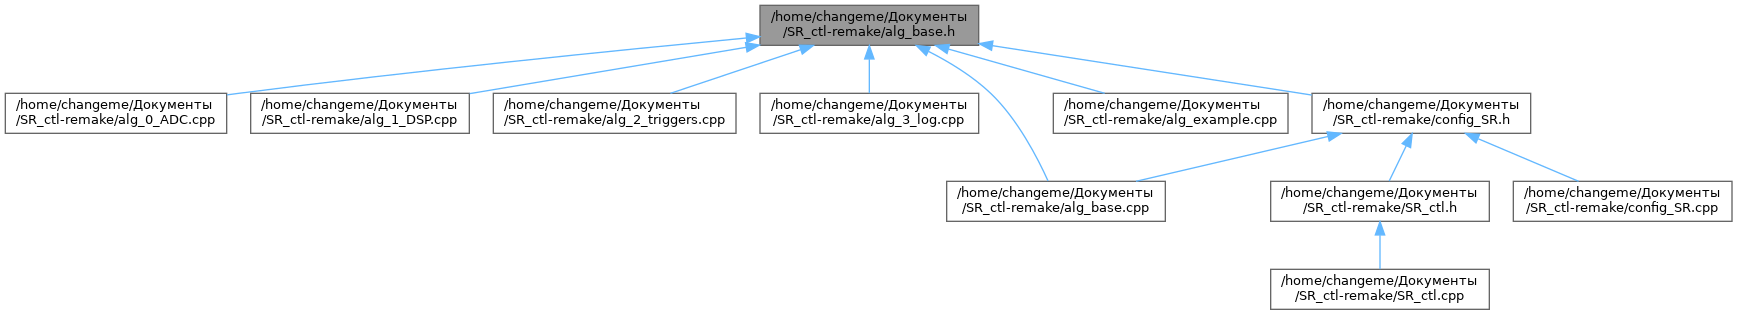 /home/changeme/Документы
/SR_ctl-remake/alg_base.h
/home/changeme/Документы
/SR_ctl-remake/alg_0_ADC.cpp
/home/changeme/Документы
/SR_ctl-remake/alg_1_DSP.cpp
/home/changeme/Документы
/SR_ctl-remake/alg_2_triggers.cpp
/home/changeme/Документы
/SR_ctl-remake/alg_3_log.cpp
/home/changeme/Документы
/SR_ctl-remake/alg_example.cpp
/home/changeme/Документы
/SR_ctl-remake/config_SR.h
/home/changeme/Документы
/SR_ctl-remake/alg_base.cpp
/home/changeme/Документы
/SR_ctl-remake/SR_ctl.h
/home/changeme/Документы
/SR_ctl-remake/config_SR.cpp
/home/changeme/Документы
/SR_ctl-remake/SR_ctl.cpp